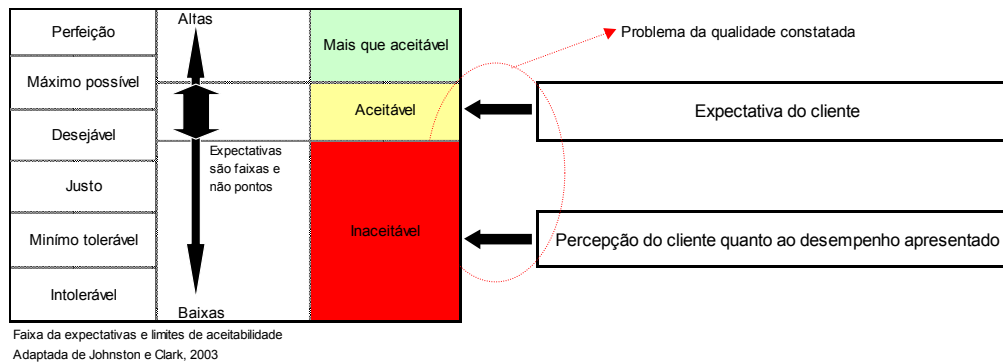 Perfeição
Máximo possível
Desejável
Justo
Minímo tolerável
Intolerável
Altas
Expectativas
são faixas e
não pontos
Baixas
Mais que aceitável
Aceitável
Inaceitável
Problema da qualidade constatada
Expectativa do cliente
Percepção do cliente quanto ao desempenho apresentado
Faixa da expectativas e limites de aceitabilidade
Adaptada de Johnston e Clark, 2003